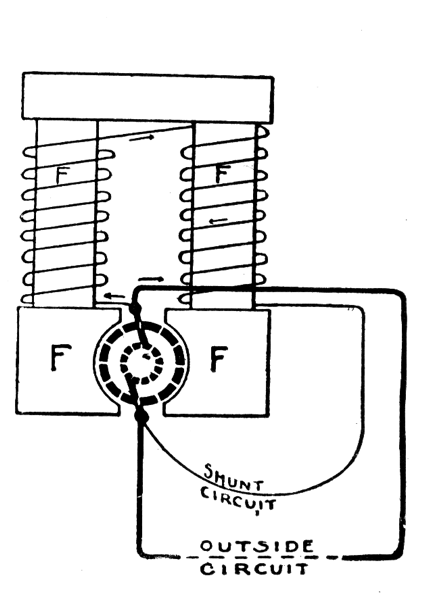 F F
F F
SHUNT
CIRCUIT,
OUTSIDE
CIRCUIT